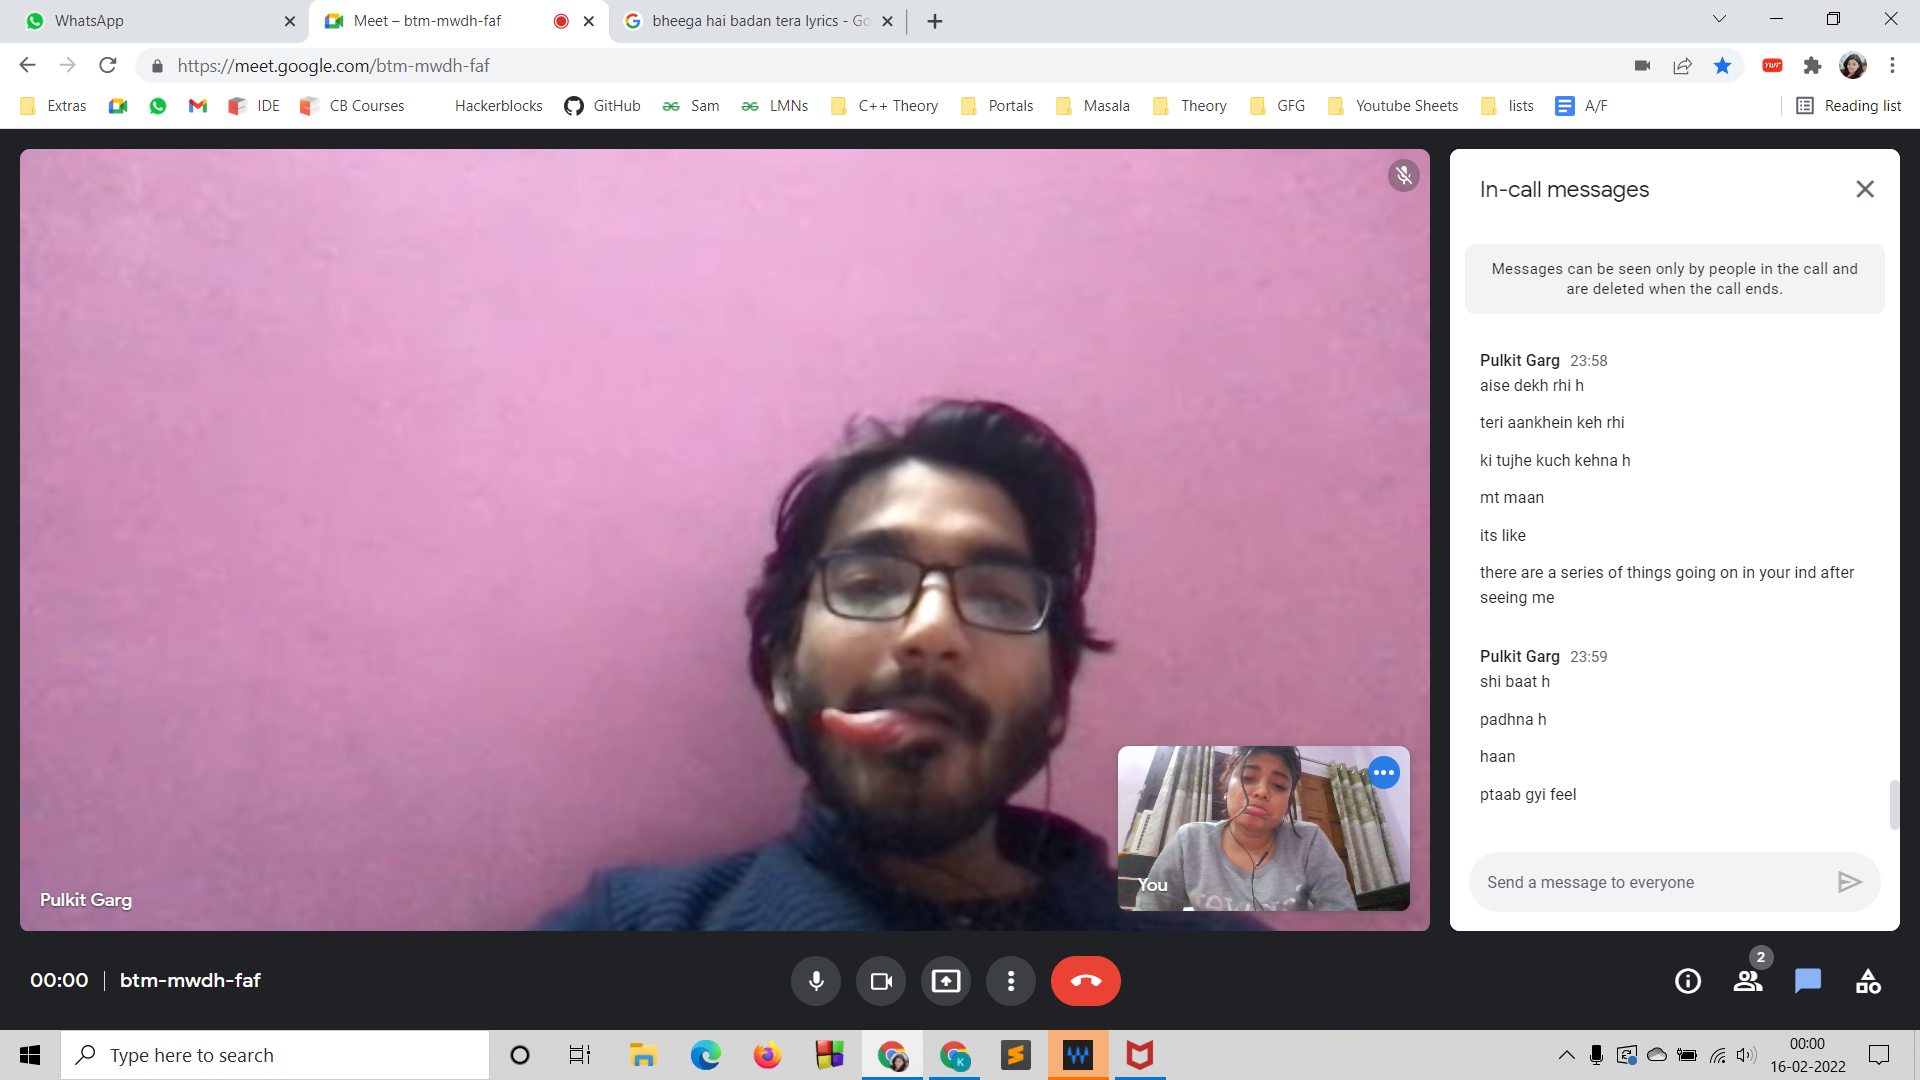 WhatsApp
Meet – btm-mwdh-faf
bheega hai badan tera lyrics - Go
https://meet.google.com/btm-mwdh-faf
Extras
IDE
CB Courses
Hackerblocks
GitHub
Sam
LMNs
C++ Theory
Portals
Masala
Theory
GFG
Youtube Sheets
lists
A/F
Reading list
In-call messages
Messages can be seen only by people in the call and
are deleted when the call ends.
Pulkit Garg 23:58
aise dekh rhi h
teri aankhein keh rhi
ki tujhe kuch kehna h
mt maan
its like
there are a series of things going on in your ind after
seeing me
Pulkit Garg 23:59
shi baat h
padhna h
haan
ptaab gyi feel
Send a message to everyone
Pulkit Garg
You
00:00 | btm-mwdh-faf
2
Type here to search
K
00:00
16-02-2022